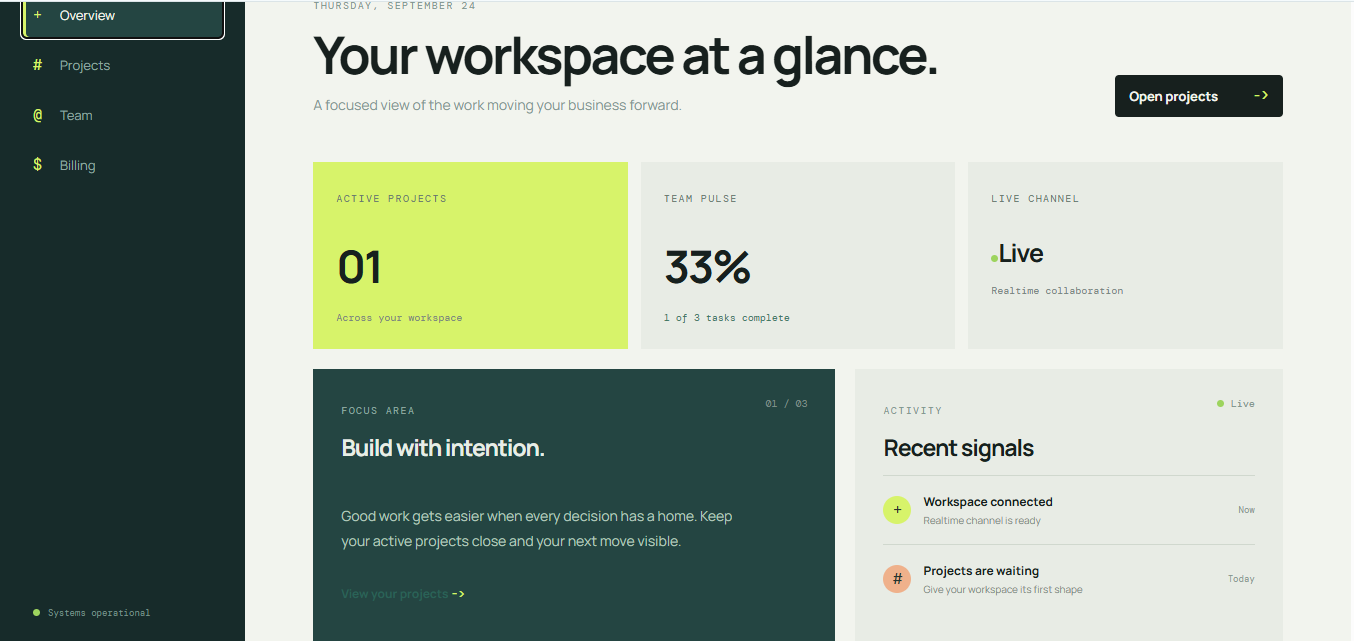 + Overview
# Projects
@ Team
$ Billing
Systems operational
THURSDAY, SEPTEMBER 24
Your workspace at a glance.
A focused view of the work moving your business forward.
Open projects ->
ACTIVE PROJECTS
01
Across your workspace
TEAM PULSE
33%
1 of 3 tasks complete
LIVE CHANNEL
Live
Realtime collaboration
FOCUS AREA
01 / 03
Build with intention.
Good work gets easier when every decision has a home. Keep
your active projects close and your next move visible.
View your projects ->
ACTIVITY
Live
Recent signals
+ Workspace connected
Realtime channel is ready
Now
# Projects are waiting
Give your workspace its first shape
Today